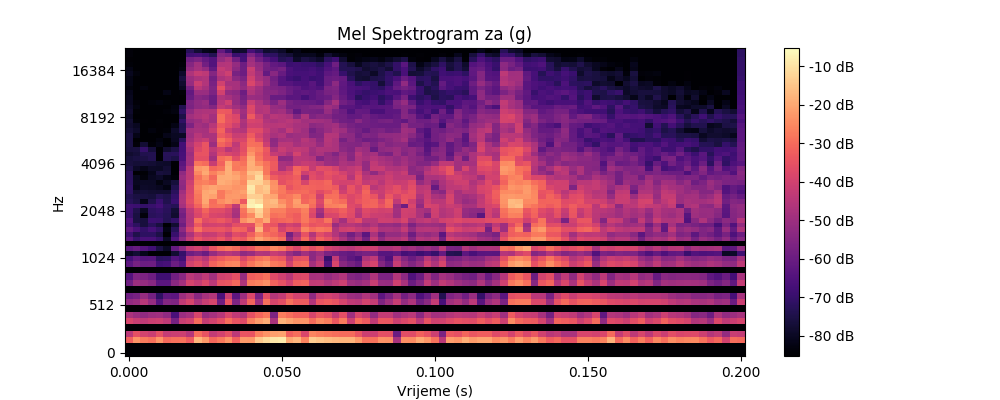 Mel Spektrogram za (g)
Hz
16384
8192
4096
2048
1024
512
0
0.000 0.050 0.100 0.150 0.200
Vrijeme (s)
-10 dB
-20 dB
-30 dB
-40 dB
-50 dB
-60 dB
-70 dB
-80 dB